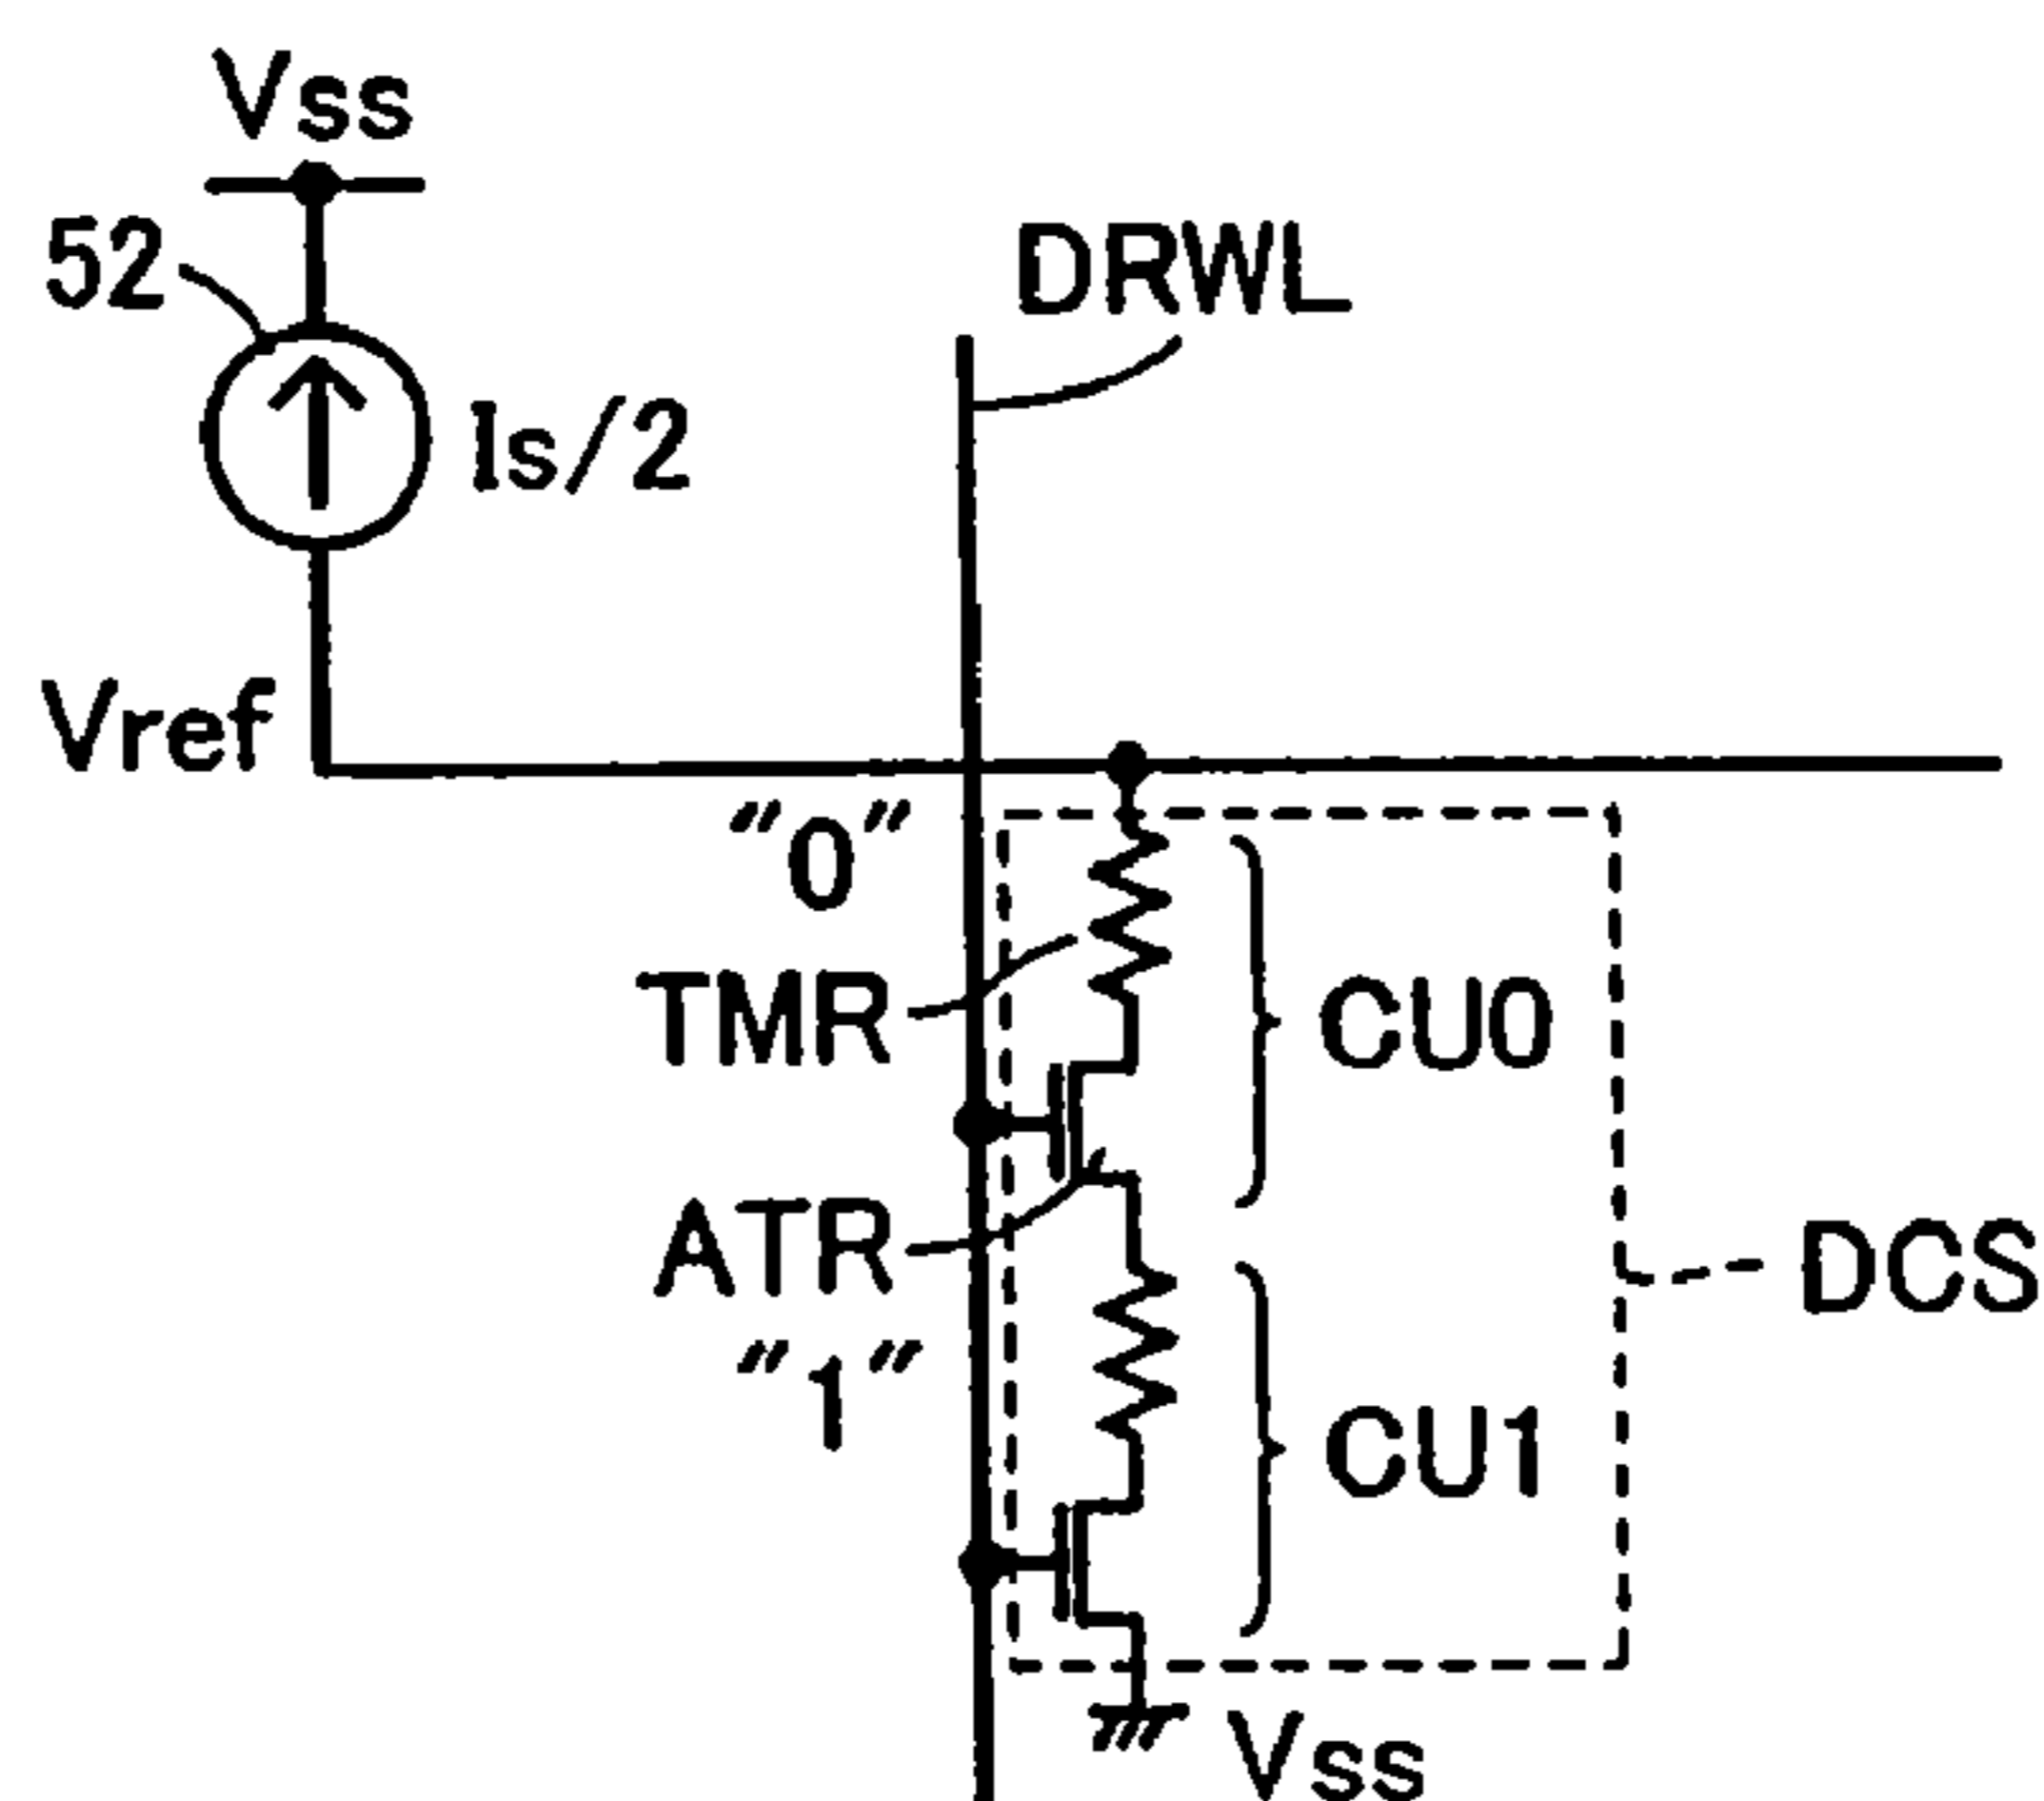 Vss
52
DRWL
Is/2
Vref
"0"
TMR
CU0
ATR
DCS
"1"
CU1
Vss